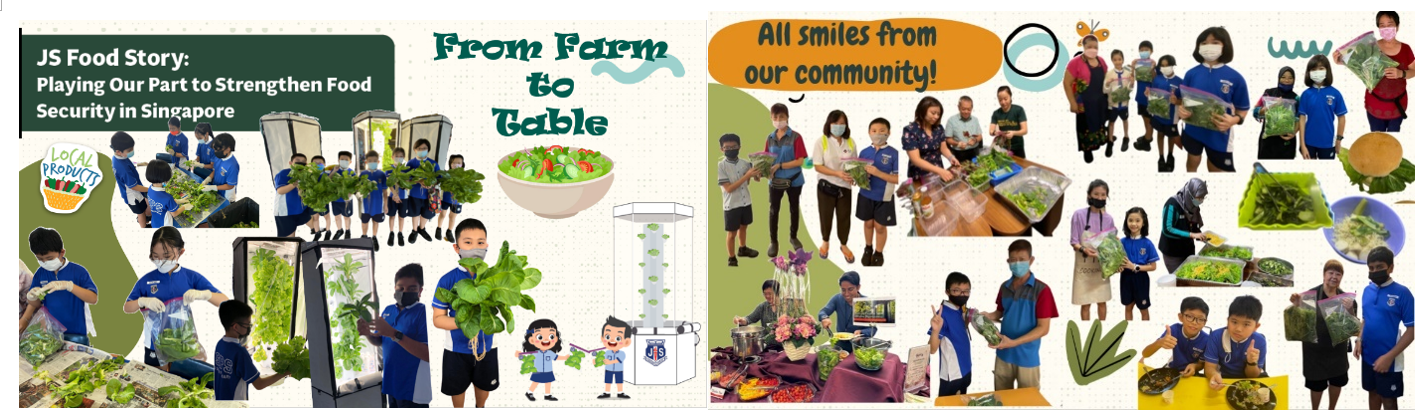 JS Food Story:
Playing Our Part to Strengthen Food
Security in Singapore
From Farm
to
Table
LOCAL
PRODUCTS
JS
All smiles from
our community!